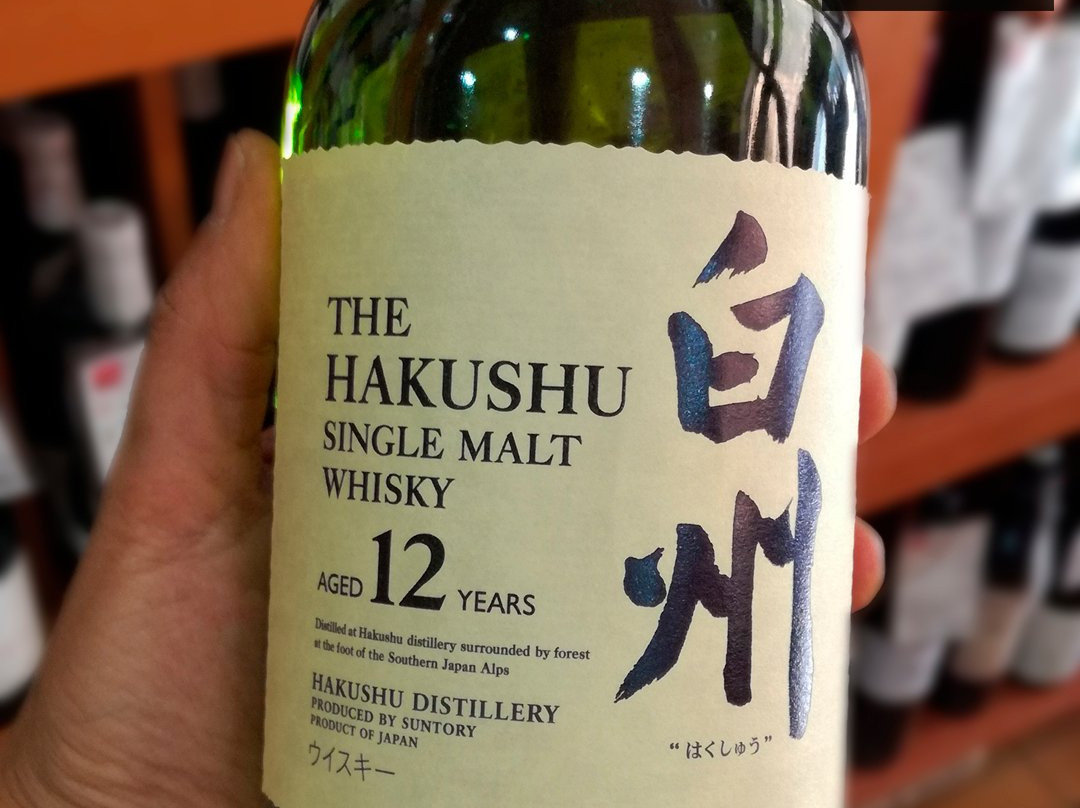 THE
HAKUSHU
SINGLE MALT
WHISKY
AGED 12 YEARS
Distilled at Hakushu distillery surrounded by forest
at the foot of the Southern Japan Alps
HAKUSHU DISTILLERY
PRODUCED BY SUNTORY
PRODUCT OF JAPAN
ウイスキー
白州
“はくしゅう”